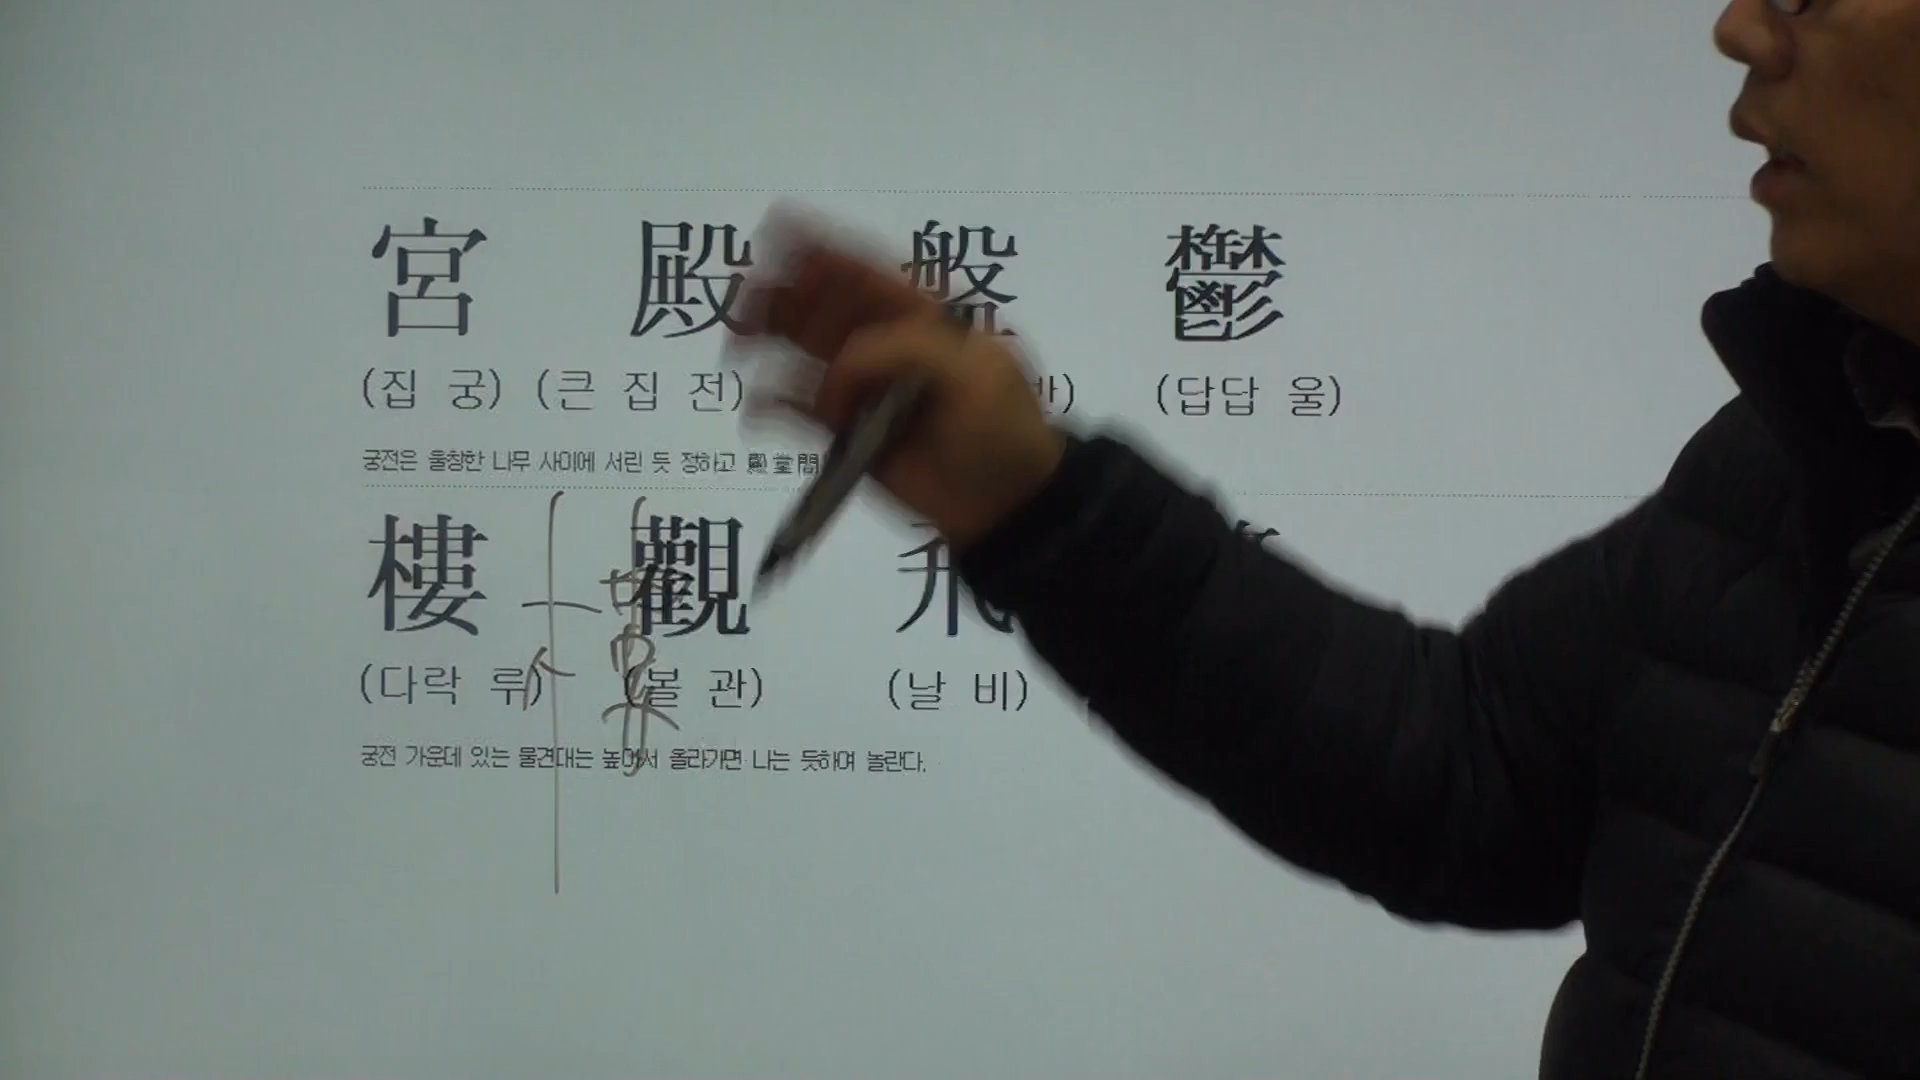 宮 殿 盤 鬱
(집 궁) (큰 집 전) 반) (답답 울)
궁전은 울창한 나무 사이에 서린 듯 정하고 殿堂間
樓 觀 飛
(다락 루) (볼 관) (날 비)
궁전 가운데 있는 물견대는 높아서 올라가면 나는 듯하여 놀란다.